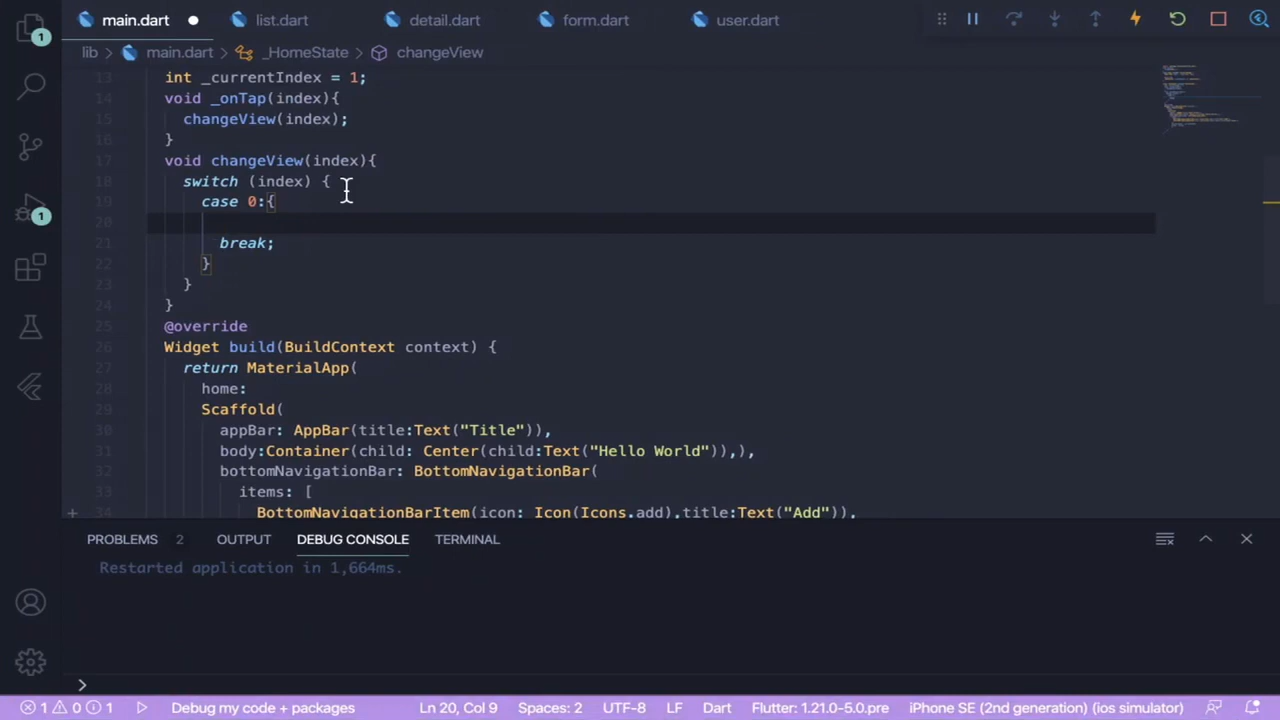 main.dart list.dart detail.dart form.dart user.dart
lib main.dart _HomeState changeView
13 int _currentIndex = 1;
14 void _onTap(index){
15 changeView(index);
16 }
17 void changeView(index){
18 switch (index) {
19 case 0:{
20
21 break;
22 }
23 }
24 }
25 @override
26 Widget build(BuildContext context) {
27 return MaterialApp(
28 home:
29 Scaffold(
30 appBar: AppBar(title:Text("Title")),
31 body:Container(child: Center(child:Text("Hello World")),),
32 bottomNavigationBar: BottomNavigationBar(
33 items: [
34 BottomNavigationBarItem(icon: Icon(Icons.add),title:Text("Add")),
PROBLEMS 2 OUTPUT DEBUG CONSOLE TERMINAL
Restarted application in 1,664ms.
1
1
>
1 0 1 Debug my code + packages Ln 20, Col 9 Spaces: 2 UTF-8 LF Dart Flutter: 1.21.0-5.0.pre iPhone SE (2nd generation) (ios simulator)